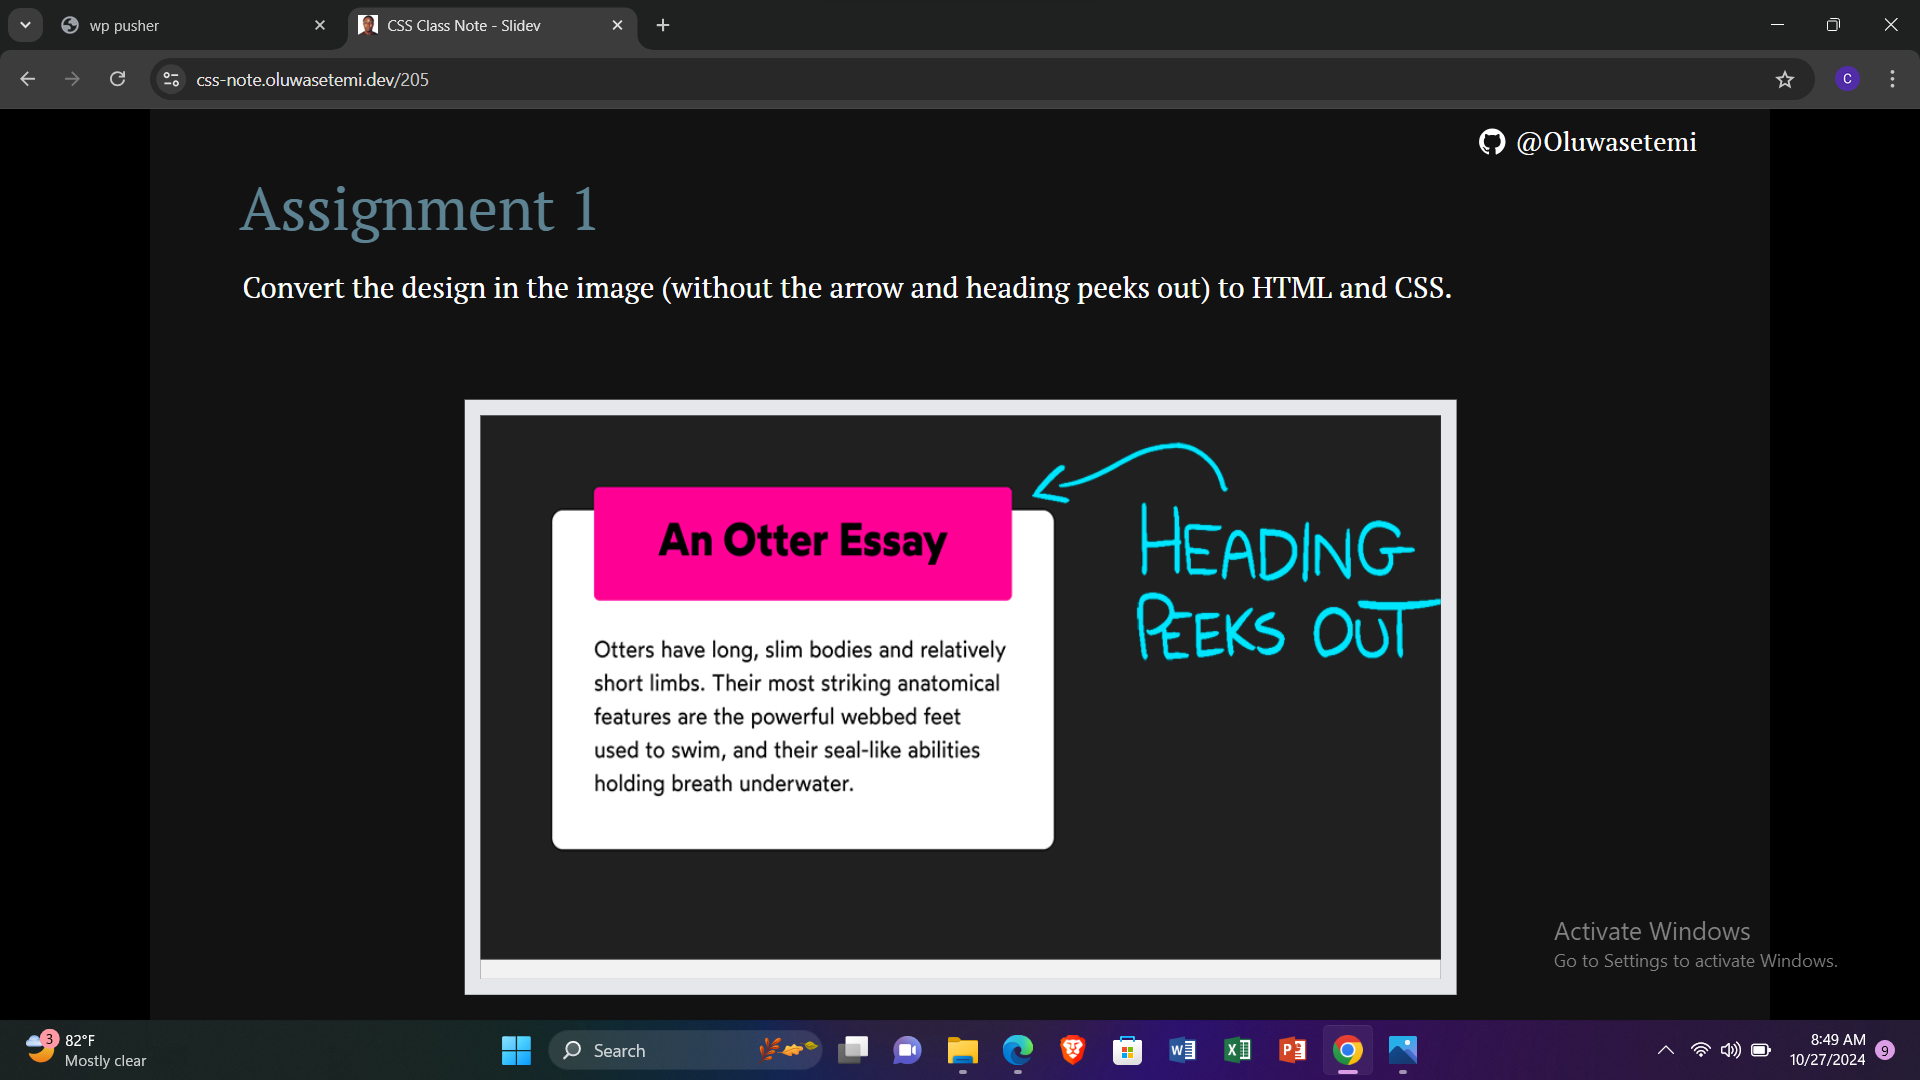 wp pusher
CSS Class Note - Slidev
css-note.oluwasetemi.dev/205
C
@Oluwasetemi
Assignment 1
Convert the design in the image (without the arrow and heading peeks out) to HTML and CSS.
An Otter Essay
HEADING
PEEKS OUT
Otters have long, slim bodies and relatively
short limbs. Their most striking anatomical
features are the powerful webbed feet
used to swim, and their seal-like abilities
holding breath underwater.
Activate Windows
Go to Settings to activate Windows.
3
82°F
Mostly clear
Search
8:49 AM
10/27/2024
9